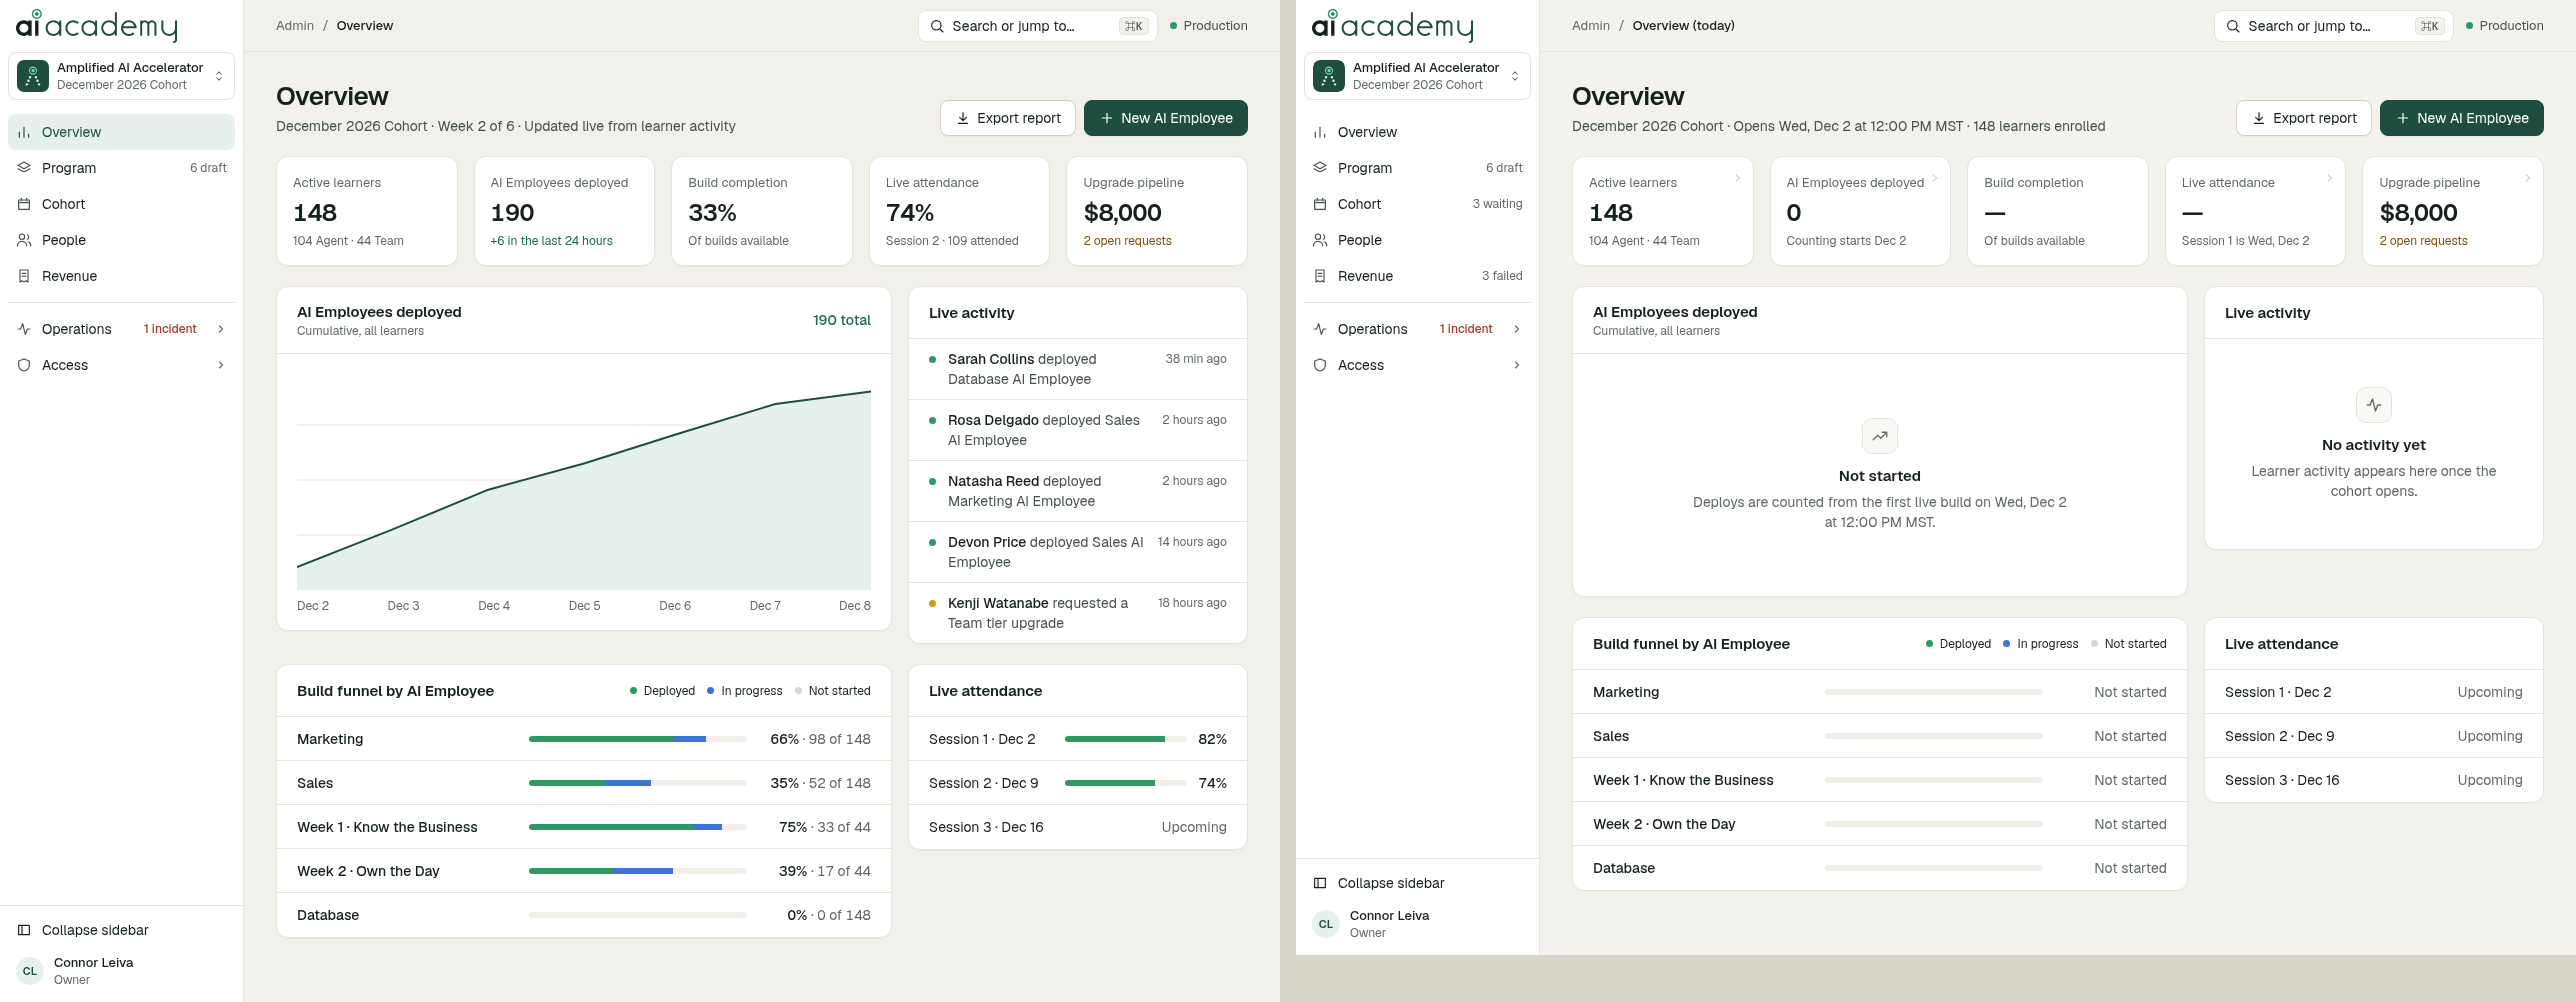 ai academy
Amplified AI Accelerator
December 2026 Cohort
Overview
Program 6 draft
Cohort
People
Revenue
Operations 1 incident
Access
Collapse sidebar
CL
Connor Leiva
Owner
Admin / Overview
Search or jump to... ⌘K
Production
Overview
December 2026 Cohort · Week 2 of 6 · Updated live from learner activity
Export report
New AI Employee
Active learners
148
104 Agent · 44 Team
AI Employees deployed
190
+6 in the last 24 hours
Build completion
33%
Of builds available
Live attendance
74%
Session 2 · 109 attended
Upgrade pipeline
$8,000
2 open requests
AI Employees deployed
Cumulative, all learners
190 total
Dec 2 Dec 3 Dec 4 Dec 5 Dec 6 Dec 7 Dec 8
Live activity
Sarah Collins deployed 38 min ago
Database AI Employee
Rosa Delgado deployed Sales 2 hours ago
AI Employee
Natasha Reed deployed 2 hours ago
Marketing AI Employee
Devon Price deployed Sales AI 14 hours ago
Employee
Kenji Watanabe requested a 18 hours ago
Team tier upgrade
Build funnel by AI Employee
Deployed In progress Not started
Marketing 66% · 98 of 148
Sales 35% · 52 of 148
Week 1 · Know the Business 75% · 33 of 44
Week 2 · Own the Day 39% · 17 of 44
Database 0% · 0 of 148
Live attendance
Session 1 · Dec 2 82%
Session 2 · Dec 9 74%
Session 3 · Dec 16 Upcoming
ai academy
Amplified AI Accelerator
December 2026 Cohort
Overview
Program 6 draft
Cohort 3 waiting
People
Revenue 3 failed
Operations 1 incident
Access
Collapse sidebar
CL
Connor Leiva
Owner
Admin / Overview (today)
Search or jump to... ⌘K
Production
Overview
December 2026 Cohort · Opens Wed, Dec 2 at 12:00 PM MST · 148 learners enrolled
Export report
New AI Employee
Active learners
148
104 Agent · 44 Team
AI Employees deployed
0
Counting starts Dec 2
Build completion
—
Of builds available
Live attendance
—
Session 1 is Wed, Dec 2
Upgrade pipeline
$8,000
2 open requests
AI Employees deployed
Cumulative, all learners
Not started
Deploys are counted from the first live build on Wed, Dec 2
at 12:00 PM MST.
Live activity
No activity yet
Learner activity appears here once the
cohort opens.
Build funnel by AI Employee
Deployed In progress Not started
Marketing Not started
Sales Not started
Week 1 · Know the Business Not started
Week 2 · Own the Day Not started
Database Not started
Live attendance
Session 1 · Dec 2 Upcoming
Session 2 · Dec 9 Upcoming
Session 3 · Dec 16 Upcoming